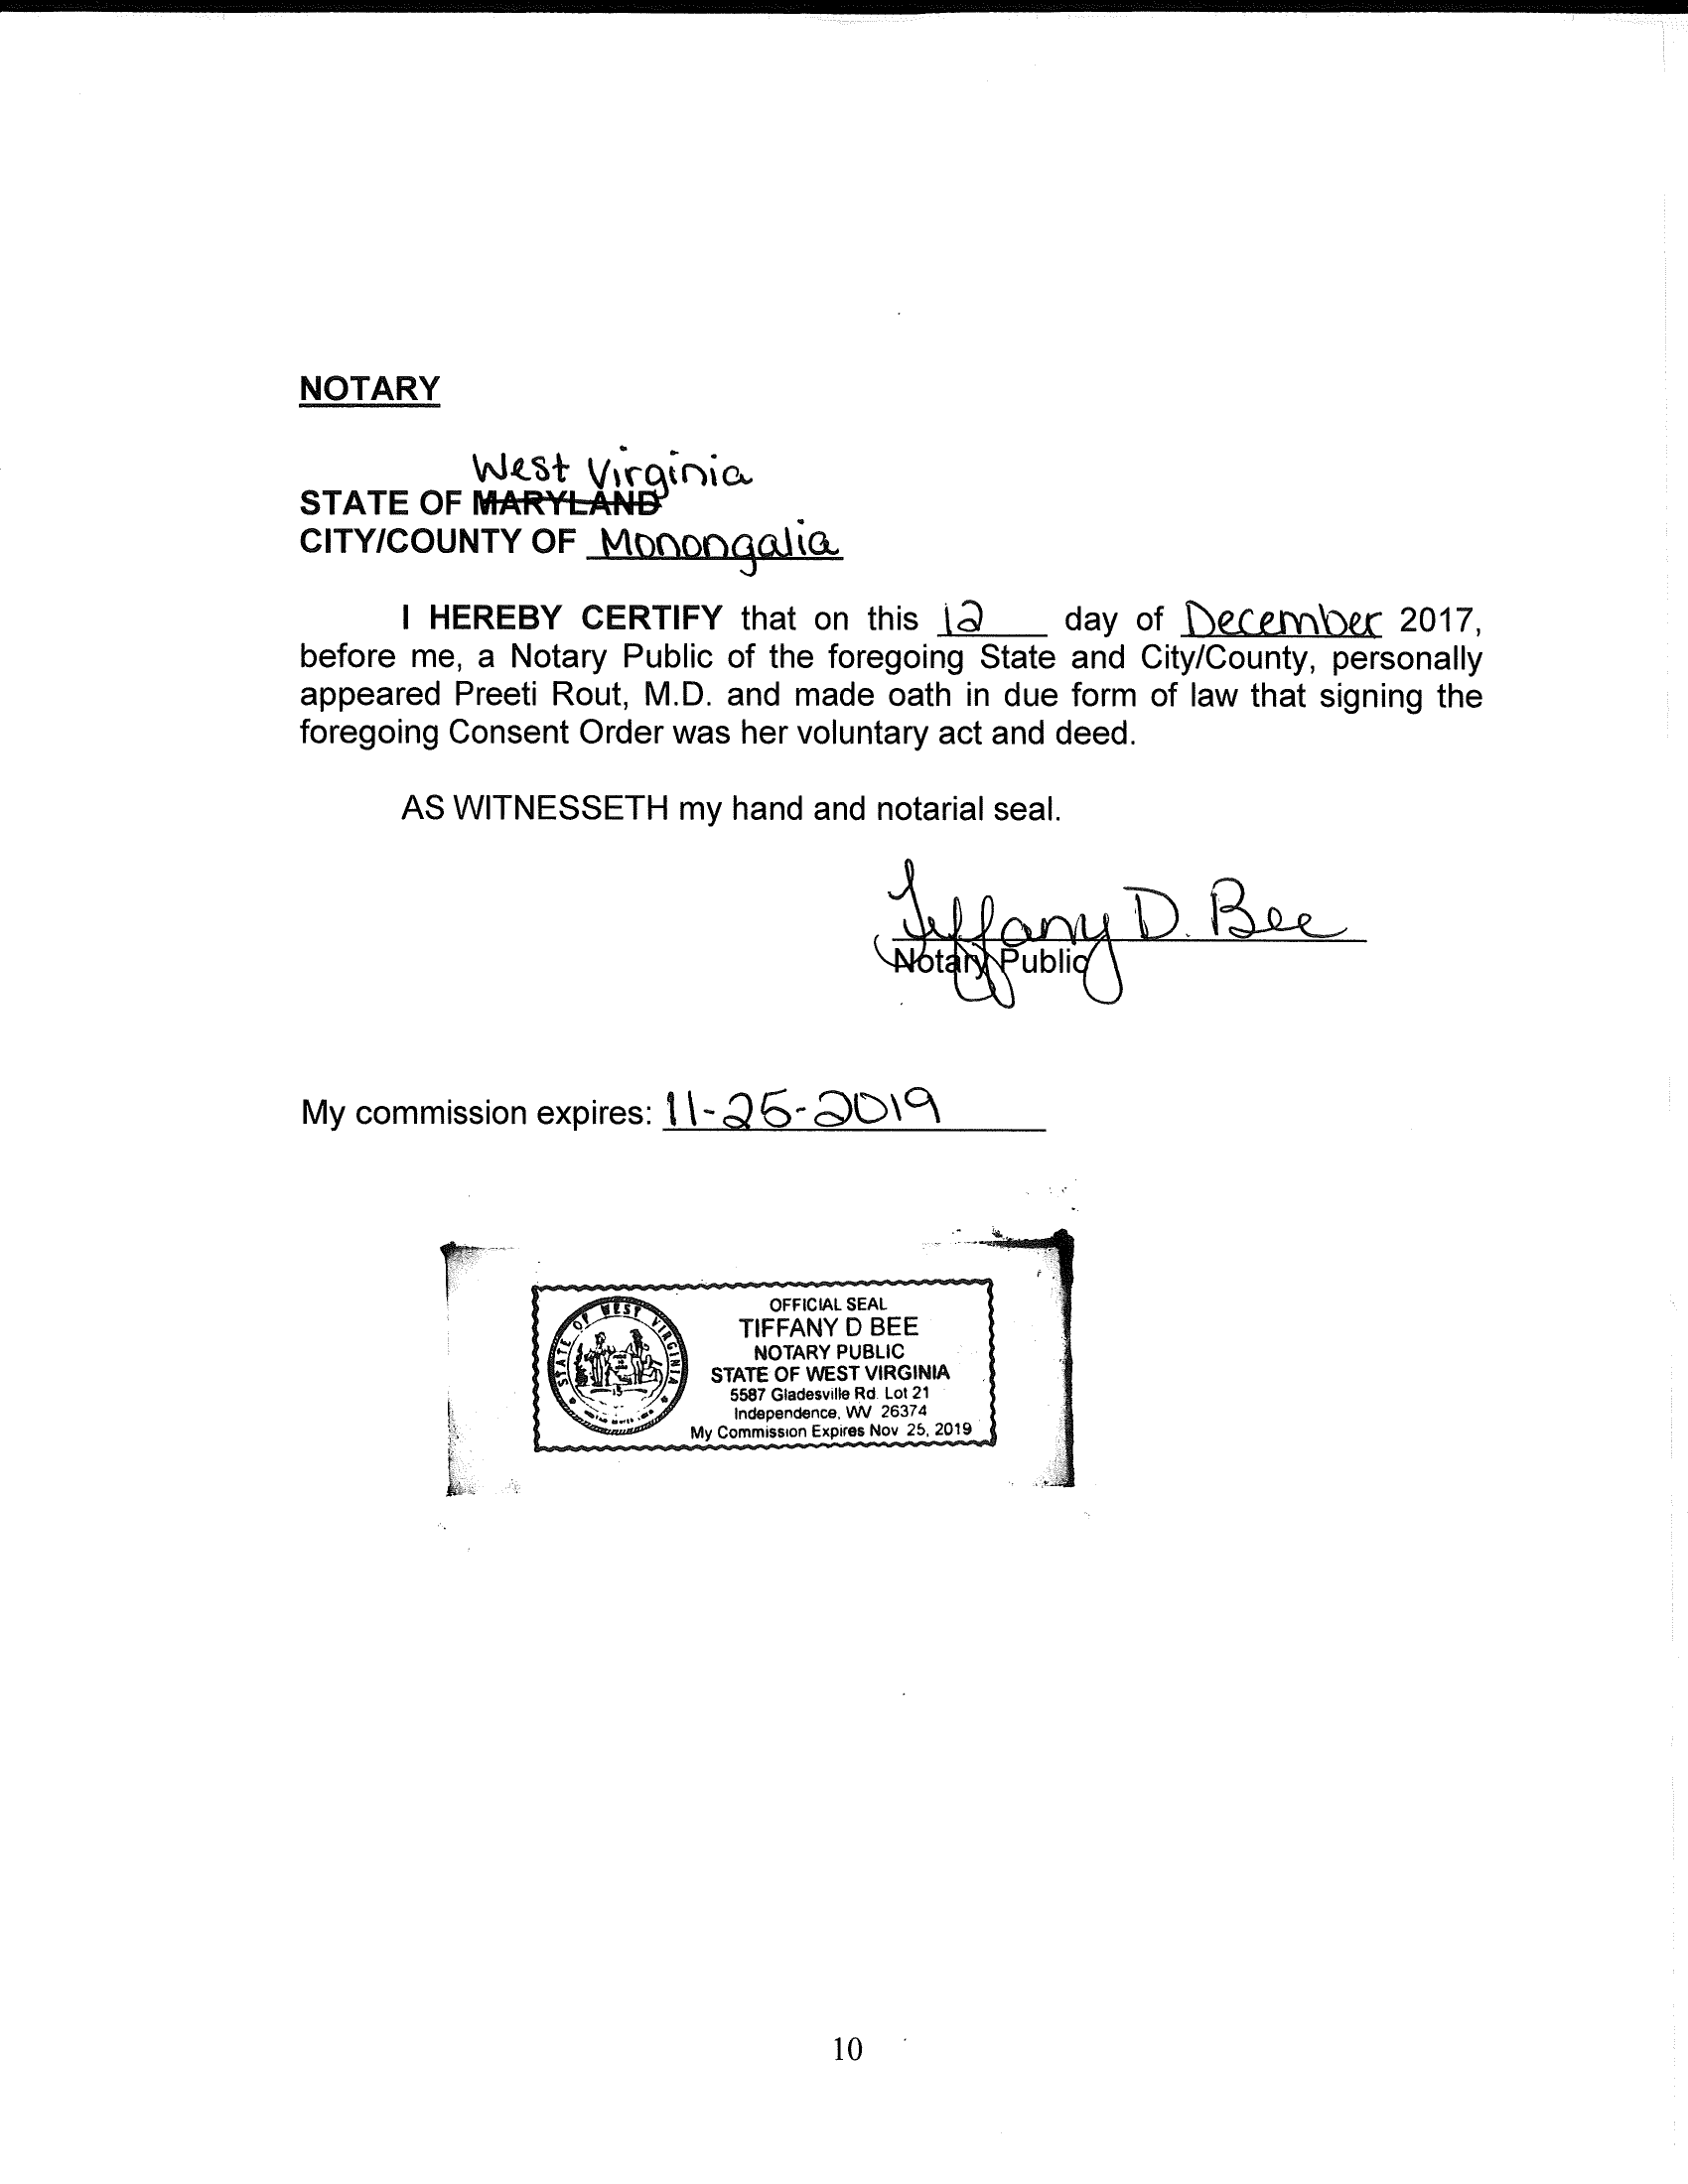 NOTARY
West Virginia
STATE OF MARYLAND
CITY/COUNTY OF Monongalia
I HEREBY CERTIFY that on this 12 day of December 2017,
before me, a Notary Public of the foregoing State and City/County, personally
appeared Preeti Rout, M.D. and made oath in due form of law that signing the
foregoing Consent Order was her voluntary act and deed.
AS WITNESSETH my hand and notarial seal.
Tiffany D. Bee
Notary Public
My commission expires: 11-25-2019
STATE OF WEST VIRGINIA
OFFICIAL SEAL
TIFFANY D BEE
NOTARY PUBLIC
STATE OF WEST VIRGINIA
5587 Gladesville Rd. Lot 21
Independence, WV 26374
My Commission Expires Nov 25, 2019
10